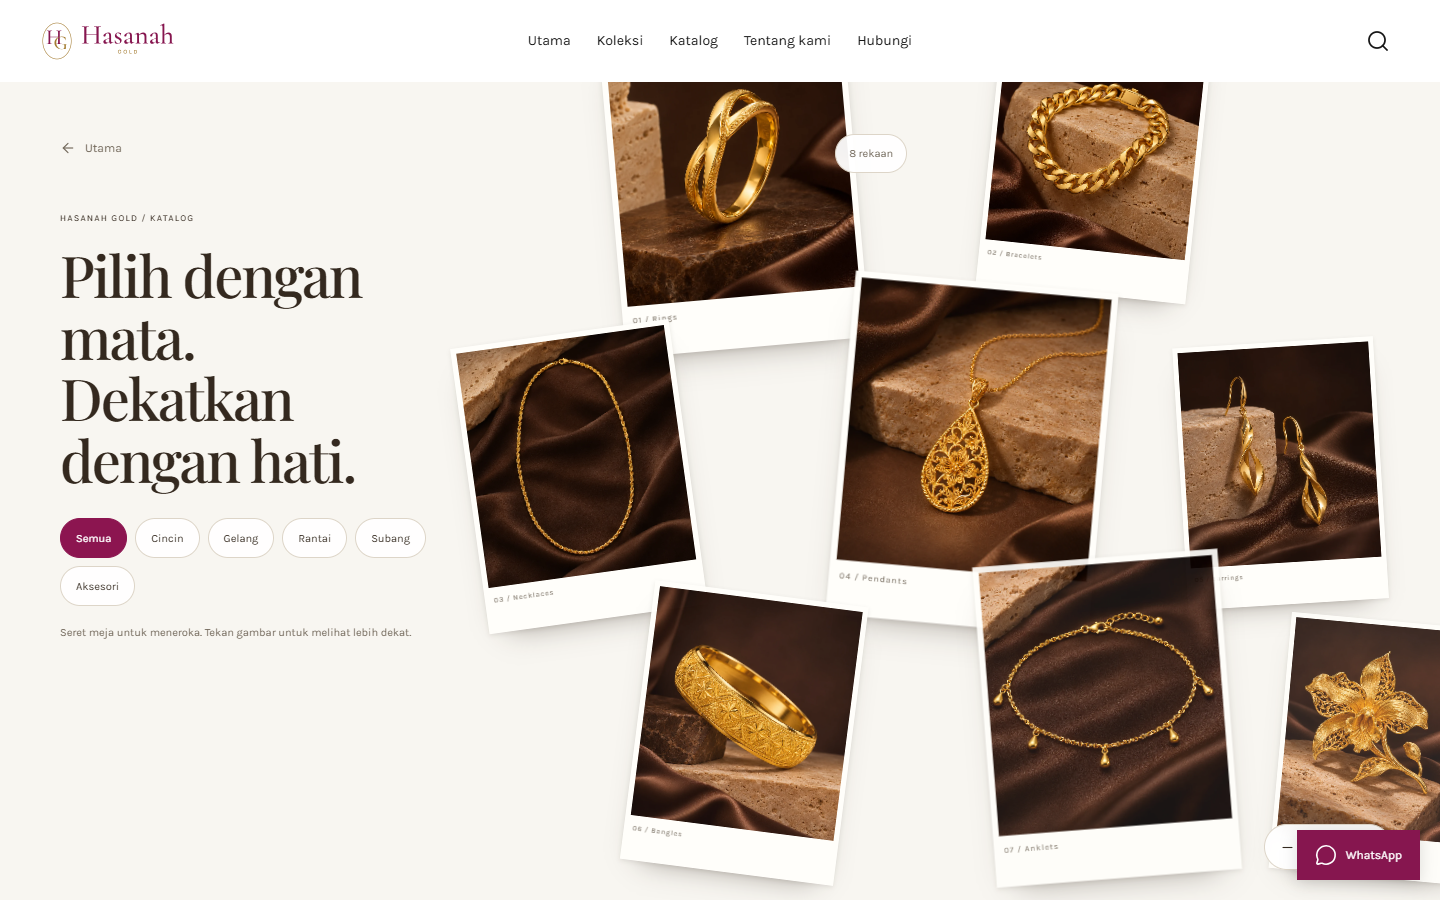 HG Hasanah
GOLD
Utama Koleksi Katalog Tentang kami Hubungi
Utama
8 rekaan
HASANAH GOLD / KATALOG
Pilih dengan
mata.
Dekatkan
dengan hati.
Semua Cincin Gelang Rantai Subang
Aksesori
Seret meja untuk meneroka. Tekan gambar untuk melihat lebih dekat.
01 / Rings
02 / Bracelets
03 / Necklaces
04 / Pendants
06 / Bangles
07 / Anklets
WhatsApp